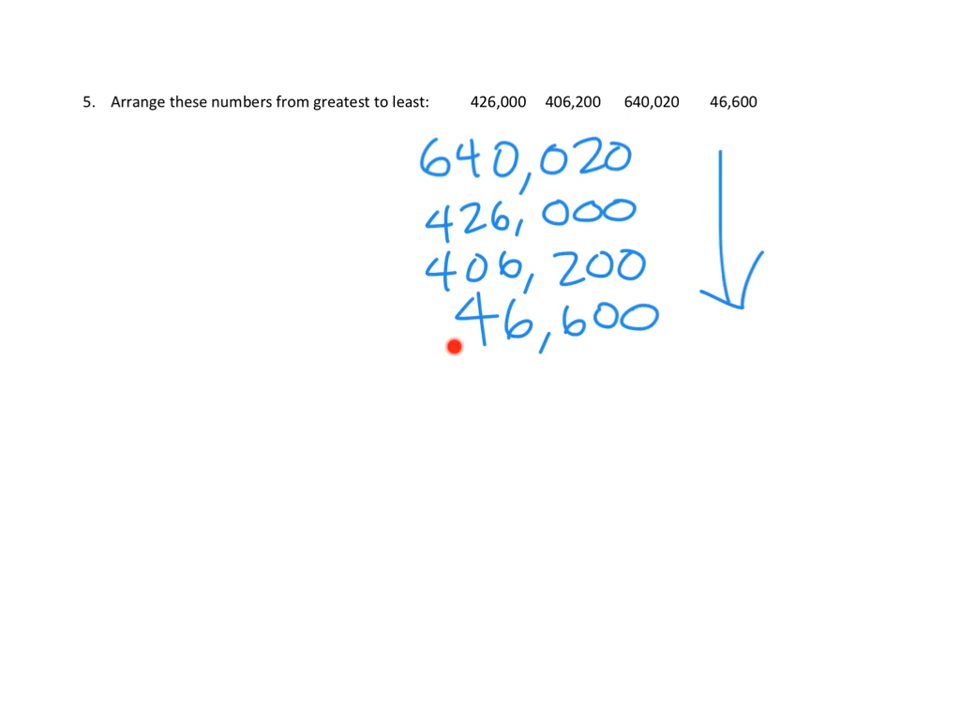 5. Arrange these numbers from greatest to least: 426,000 406,200 640,020 46,600
640,020
426,000
406,200
46,600